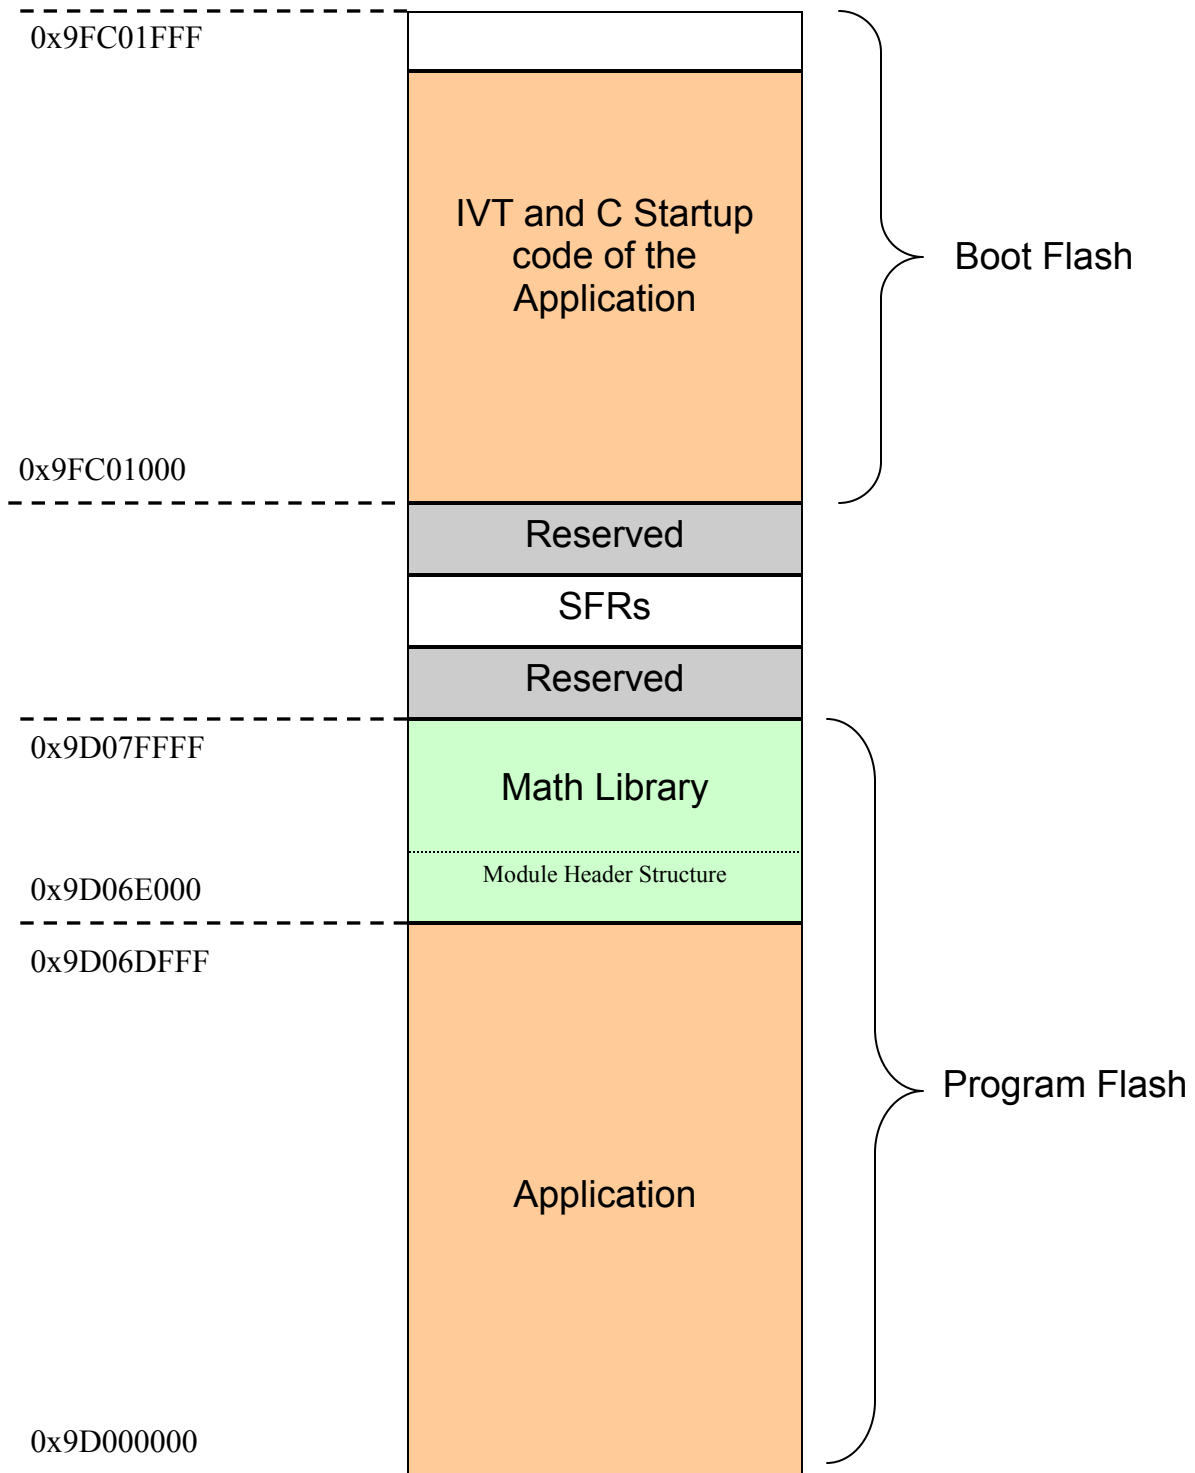 0x9FC01FFF
IVT and C Startup
code of the
Application
Boot Flash
0x9FC01000
Reserved
SFRs
Reserved
0x9D07FFFF
Math Library
Module Header Structure
0x9D06E000
0x9D06DFFF
Program Flash
Application
0x9D000000